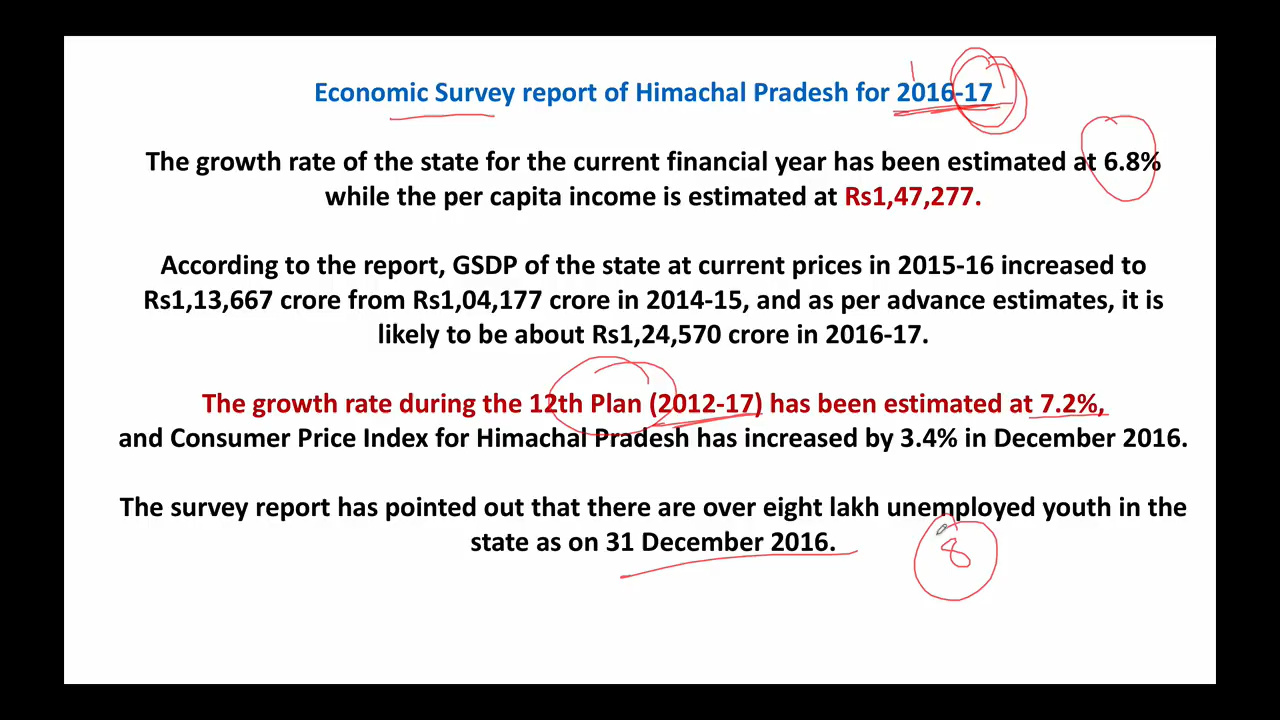 Economic Survey report of Himachal Pradesh for 2016-17
The growth rate of the state for the current financial year has been estimated at 6.8%
while the per capita income is estimated at Rs1,47,277.
According to the report, GSDP of the state at current prices in 2015-16 increased to
Rs1,13,667 crore from Rs1,04,177 crore in 2014-15, and as per advance estimates, it is
likely to be about Rs1,24,570 crore in 2016-17.
The growth rate during the 12th Plan (2012-17) has been estimated at 7.2%,
and Consumer Price Index for Himachal Pradesh has increased by 3.4% in December 2016.
The survey report has pointed out that there are over eight lakh unemployed youth in the
state as on 31 December 2016.
8